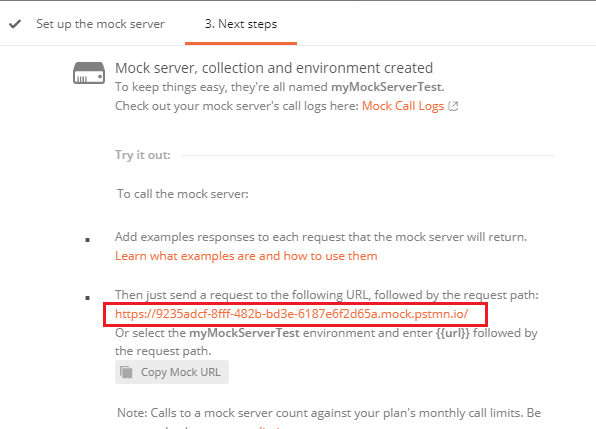 Set up the mock server 3. Next steps
Mock server, collection and environment created
To keep things easy, they're all named myMockServerTest.
Check out your mock server's call logs here: Mock Call Logs
Try it out:
To call the mock server:
Add examples responses to each request that the mock server will return.
Learn what examples are and how to use them
Then just send a request to the following URL, followed by the request path:
https://9235adcf-8fff-482b-bd3e-6187e6f2d65a.mock.pstmn.io/
Or select the myMockServerTest environment and enter {{url}} followed by
the request path.
Copy Mock URL
Note: Calls to a mock server count against your plan's monthly call limits. Be